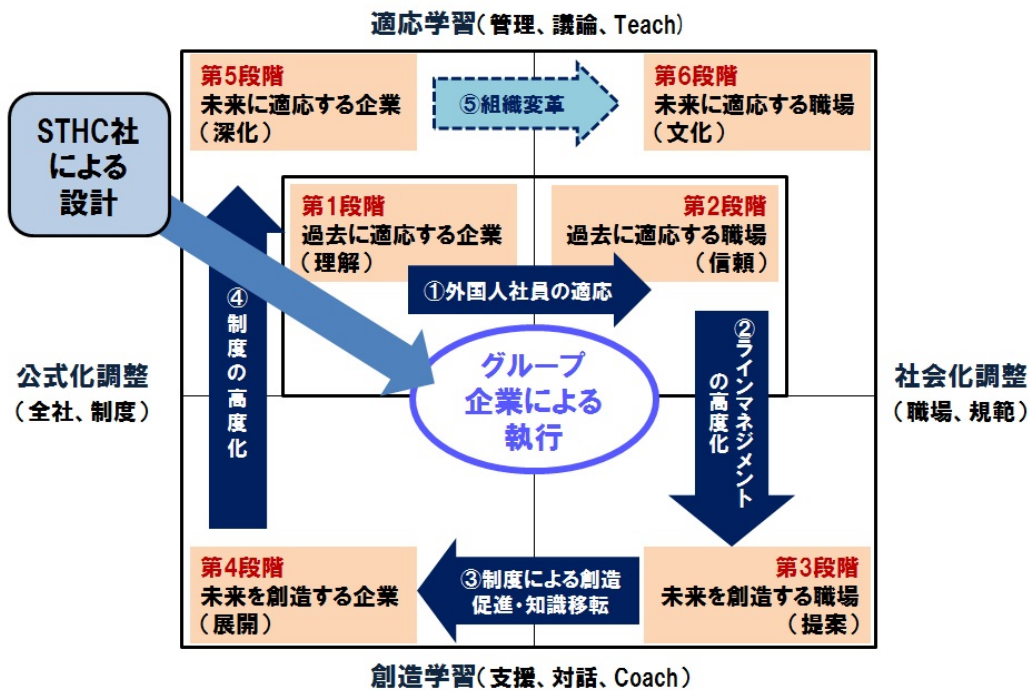 適応学習(管理、議論、Teach)
第5段階
未来に適応する企業
(深化)
⑤組織変革
第6段階
未来に適応する職場
(文化)
STHC社
による
設計
第1段階
過去に適応する企業
(理解)
第2段階
過去に適応する職場
(信頼)
①外国人社員の適応
④制度の高度化
②ラインマネジメント
の高度化
グループ
企業による
執行
公式化調整
(全社、制度)
社会化調整
(職場、規範)
第4段階
未来を創造する企業
(展開)
③制度による創造
促進・知識移転
第3段階
未来を創造する職場
(提案)
創造学習(支援、対話、Coach)